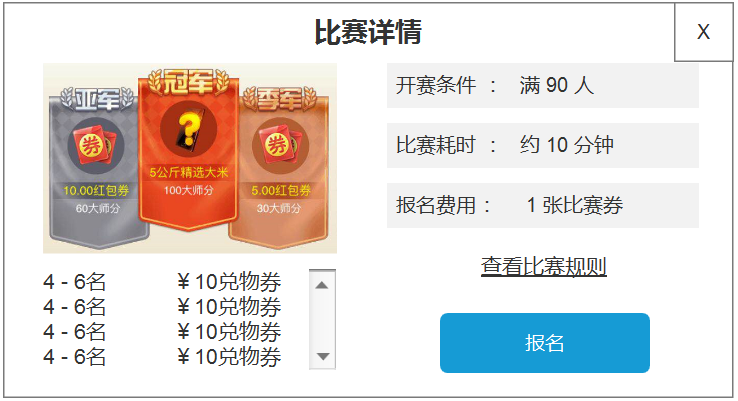 比赛详情
X
亚军
冠军
季军
券
?
券
10.00红包券
60大师分
5公斤精选大米
100大师分
5.00红包券
30大师分
4 - 6名 ¥ 10兑物券
4 - 6名 ¥ 10兑物券
4 - 6名 ¥ 10兑物券
4 - 6名 ¥ 10兑物券
开赛条件 ： 满 90 人
比赛耗时 ： 约 10 分钟
报名费用： 1 张比赛券
查看比赛规则
报名